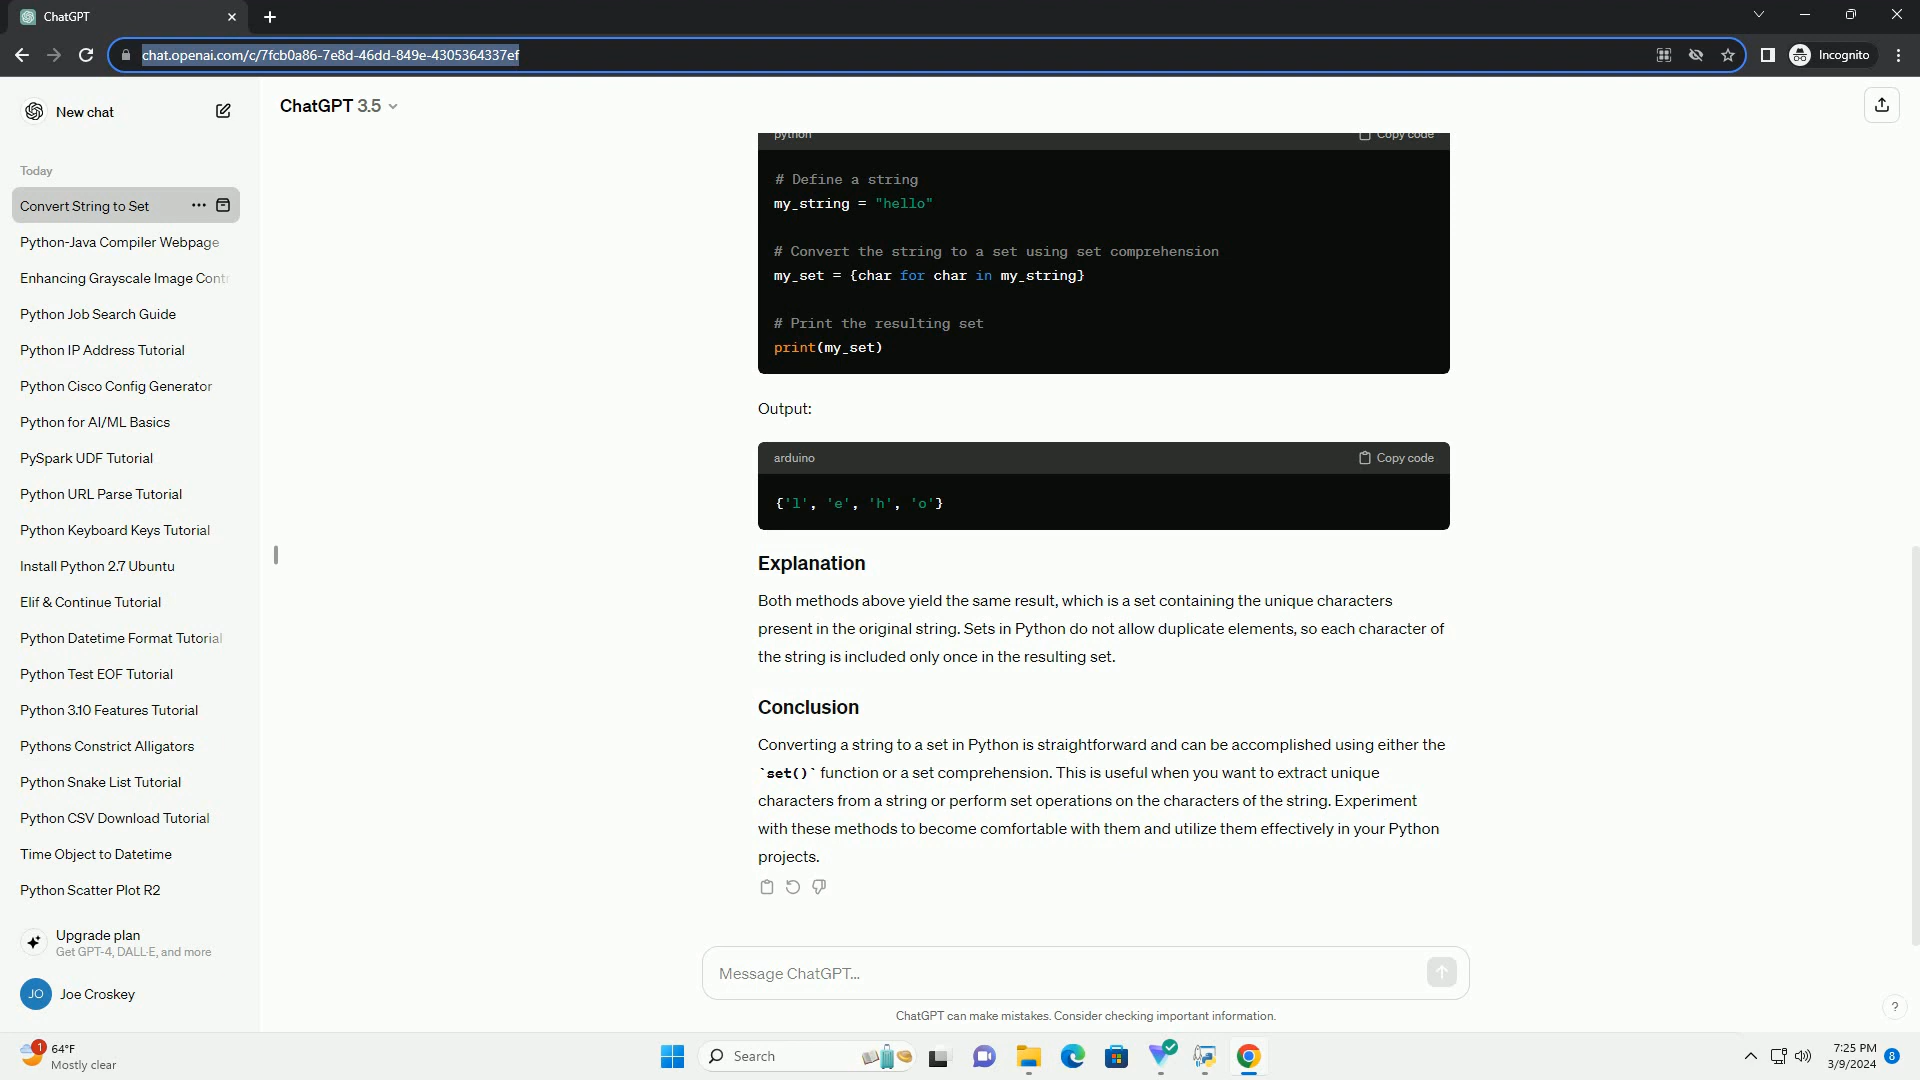 ChatGPT
chat.openai.com/c/7fcb0a86-7e8d-46dd-849e-4305364337ef
Incognito
New chat
ChatGPT 3.5
Today
Convert String to Set
Python-Java Compiler Webpage
Enhancing Grayscale Image Contr
Python Job Search Guide
Python IP Address Tutorial
Python Cisco Config Generator
Python for AI/ML Basics
PySpark UDF Tutorial
Python URL Parse Tutorial
Python Keyboard Keys Tutorial
Install Python 2.7 Ubuntu
Elif & Continue Tutorial
Python Datetime Format Tutorial
Python Test EOF Tutorial
Python 3.10 Features Tutorial
Pythons Constrict Alligators
Python Snake List Tutorial
Python CSV Download Tutorial
Time Object to Datetime
Python Scatter Plot R2
Upgrade plan
Get GPT-4, DALL·E, and more
JO Joe Croskey
python Copy code
# Define a string
my_string = "hello"
# Convert the string to a set using set comprehension
my_set = {char for char in my_string}
# Print the resulting set
print(my_set)
Output:
arduino Copy code
{'l', 'e', 'h', 'o'}
Explanation
Both methods above yield the same result, which is a set containing the unique characters
present in the original string. Sets in Python do not allow duplicate elements, so each character of
the string is included only once in the resulting set.
Conclusion
Converting a string to a set in Python is straightforward and can be accomplished using either the
`set()` function or a set comprehension. This is useful when you want to extract unique
characters from a string or perform set operations on the characters of the string. Experiment
with these methods to become comfortable with them and utilize them effectively in your Python
projects.
Message ChatGPT...
ChatGPT can make mistakes. Consider checking important information.
?
1
64°F
Mostly clear
Search
7:25 PM
3/9/2024
8